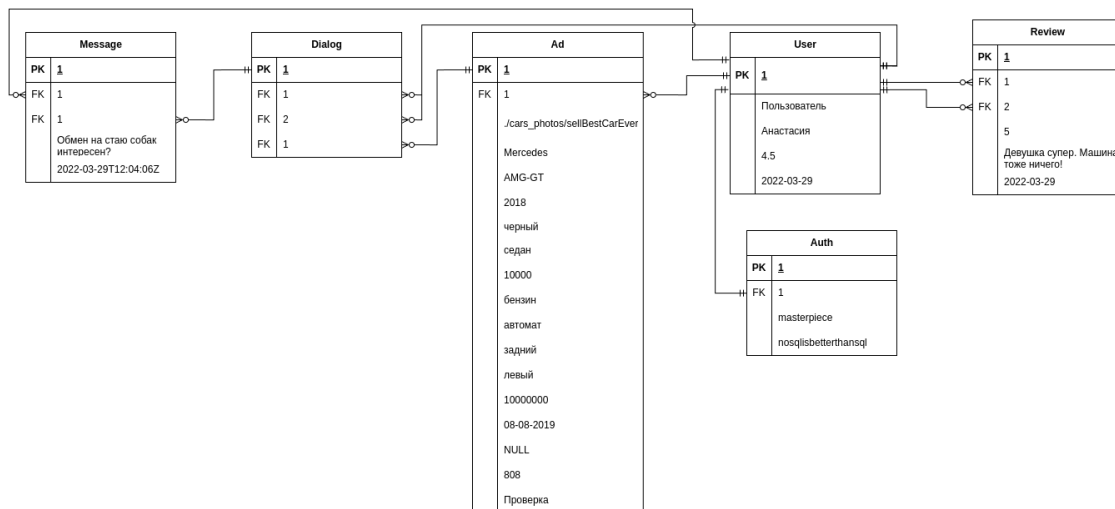 Message
PK 1
FK 1
FK 1
Обмен на стаю собак
интересен?
2022-03-29T12:04:06Z
Dialog
PK 1
FK 1
FK 2
FK 1
Ad
PK 1
FK 1
./cars_photos/sellBestCarEver
Mercedes
AMG-GT
2018
черный
седан
10000
бензин
автомат
задний
левый
10000000
08-08-2019
NULL
808
Проверка
User
PK 1
Пользователь
Анастасия
4.5
2022-03-29
Auth
PK 1
FK 1
masterpiece
nosqlisbetterthansql
Review
PK 1
FK 1
FK 2
5
Девушка супер. Машина
тоже ничего!
2022-03-29